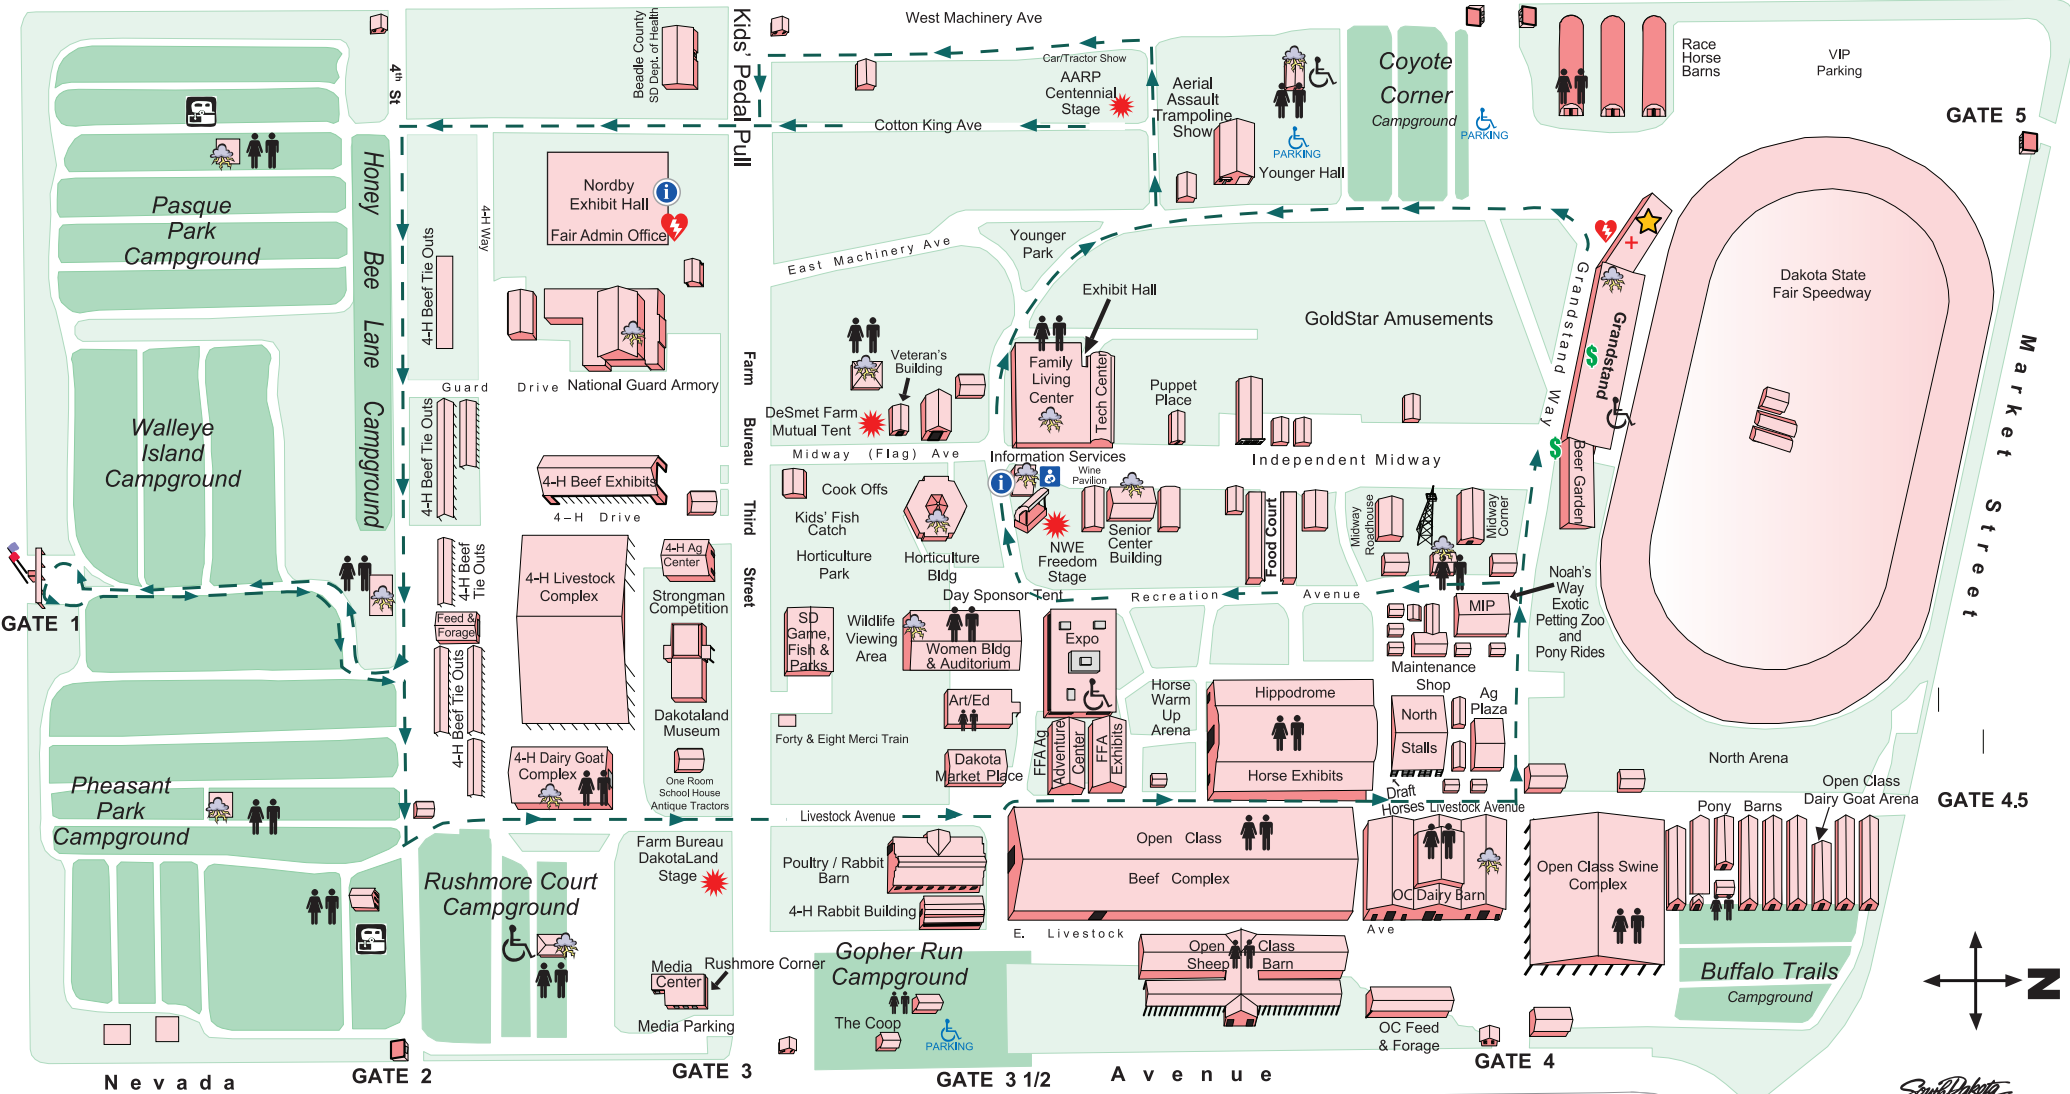 West Machinery Ave
Kids' Pedal Pull
Beadle County
SD Dept. of Health
4th St
Car/Tractor Show
AARP
Centennial
Stage
Aerial
Assault
Trampoline
Show
PARKING
Younger Hall
Coyote
Corner
Campground
PARKING
Race
Horse
Barns
VIP
Parking
GATE 5
Cotton King Ave
Honey Bee Lane Campground
Pasque
Park
Campground
4-H Way
Nordby
Exhibit Hall
Fair Admin Office
4-H Beef Tie Outs
East Machinery Ave
Younger
Park
Exhibit Hall
GoldStar Amusements
Grandstand Way
Grandstand
Dakota State
Fair Speedway
Market Street
Guard Drive
National Guard Armory
Farm Bureau Third Street
Veteran's
Building
DeSmet Farm
Mutual Tent
Family
Living
Center
Tech Center
Puppet
Place
Midway (Flag) Ave
Information Services
Independent Midway
Beer Garden
Walleye
Island
Campground
4-H Beef Tie Outs
4-H Beef Exhibits
4-H Drive
Cook Offs
Kids' Fish
Catch
Horticulture
Park
Horticulture
Bldg
Wine
Pavilion
NWE
Freedom
Stage
Senior
Center
Building
Food Court
Midway
Roadhouse
Midway
Corner
4-H Beef
Tie Outs
4-H Livestock
Complex
4-H Ag
Center
Strongman
Competition
Day Sponsor Tent
Recreation Avenue
Noah's
Way
Exotic
Petting Zoo
and
Pony Rides
GATE 1
Feed &
Forage
SD
Game,
Fish &
Parks
Wildlife
Viewing
Area
Women Bldg
& Auditorium
Expo
MIP
Maintenance
Shop
4-H Beef Tie Outs
Dakotaland
Museum
Art/Ed
Horse
Warm
Up
Arena
Hippodrome
Horse Exhibits
North
Stalls
Ag
Plaza
Forty & Eight Merci Train
4-H Dairy Goat
Complex
One Room
School House
Antique Tractors
Dakota
Market Place
FFA Ag
Adventure
Center
FFA
Exhibits
North Arena
Pheasant
Park
Campground
Draft
Horses
Livestock Avenue
Livestock Avenue
Pony Barns
Open Class
Dairy Goat Arena
GATE 4.5
Farm Bureau
DakotaLand
Stage
Poultry / Rabbit
Barn
4-H Rabbit Building
Open Class
Beef Complex
OC Dairy Barn
Open Class Swine
Complex
Rushmore Court
Campground
E. Livestock Ave
Gopher Run
Campground
Open Class
Sheep Barn
Buffalo Trails
Campground
N
Media
Center
Rushmore Corner
Media Parking
The Coop
PARKING
OC Feed
& Forage
GATE 2
GATE 3
GATE 3 1/2
GATE 4
Nevada Avenue
South Dakota